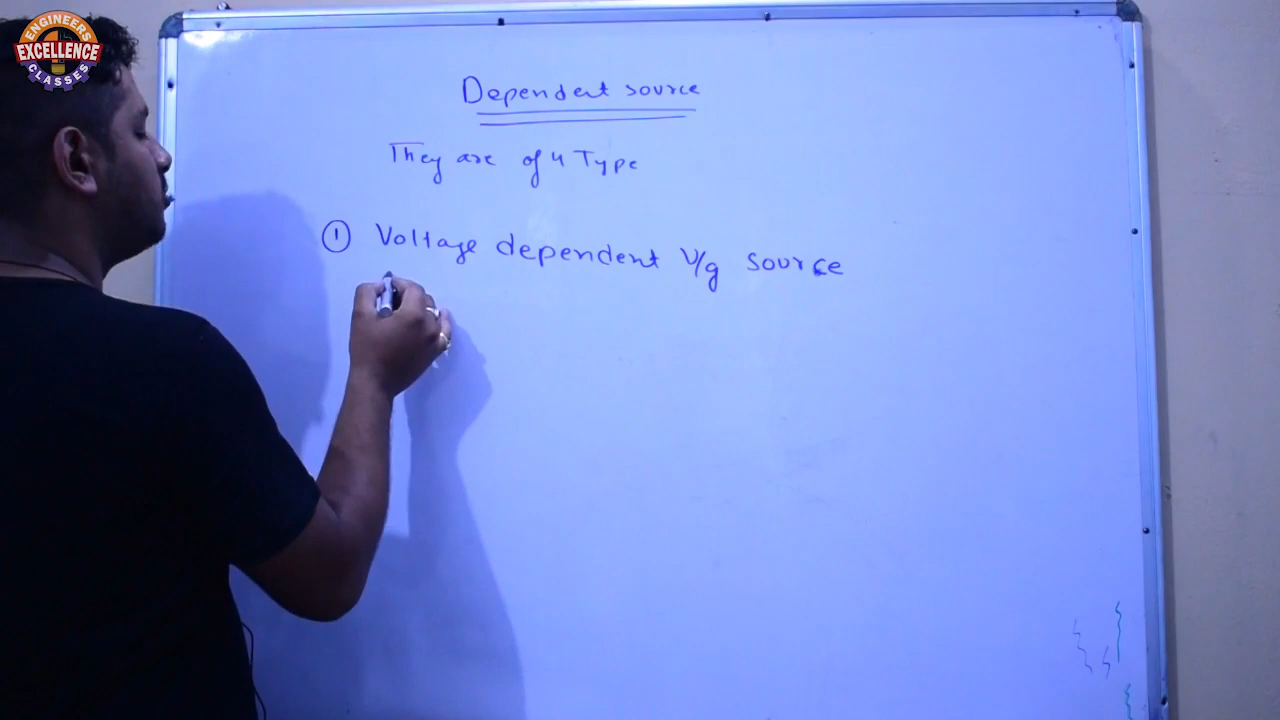 ENGINEERS
EXCELLENCE
CLASSES
Dependent source
They are of 4 Type
① Voltage dependent V/g source